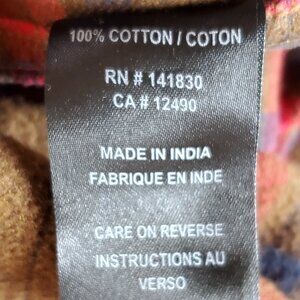 100% COTTON / COTON
RN # 141830
CA # 12490
MADE IN INDIA
FABRIQUE EN INDE
CARE ON REVERSE
INSTRUCTIONS AU
VERSO